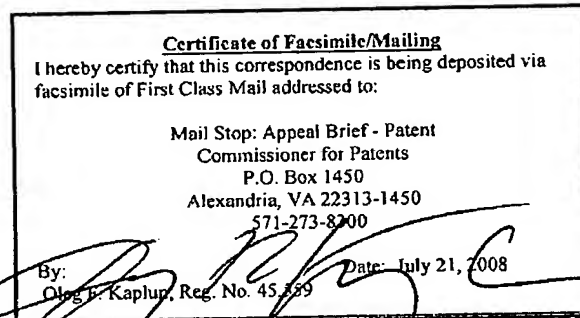 Certificate of Facsimile/Mailing
I hereby certify that this correspondence is being deposited via
facsimile of First Class Mail addressed to:
Mail Stop: Appeal Brief - Patent
Commissioner for Patents
P.O. Box 1450
Alexandria, VA 22313-1450
571-273-8300
By: Date: July 21, 2008
Oleg F. Kaplun, Reg. No. 45,559